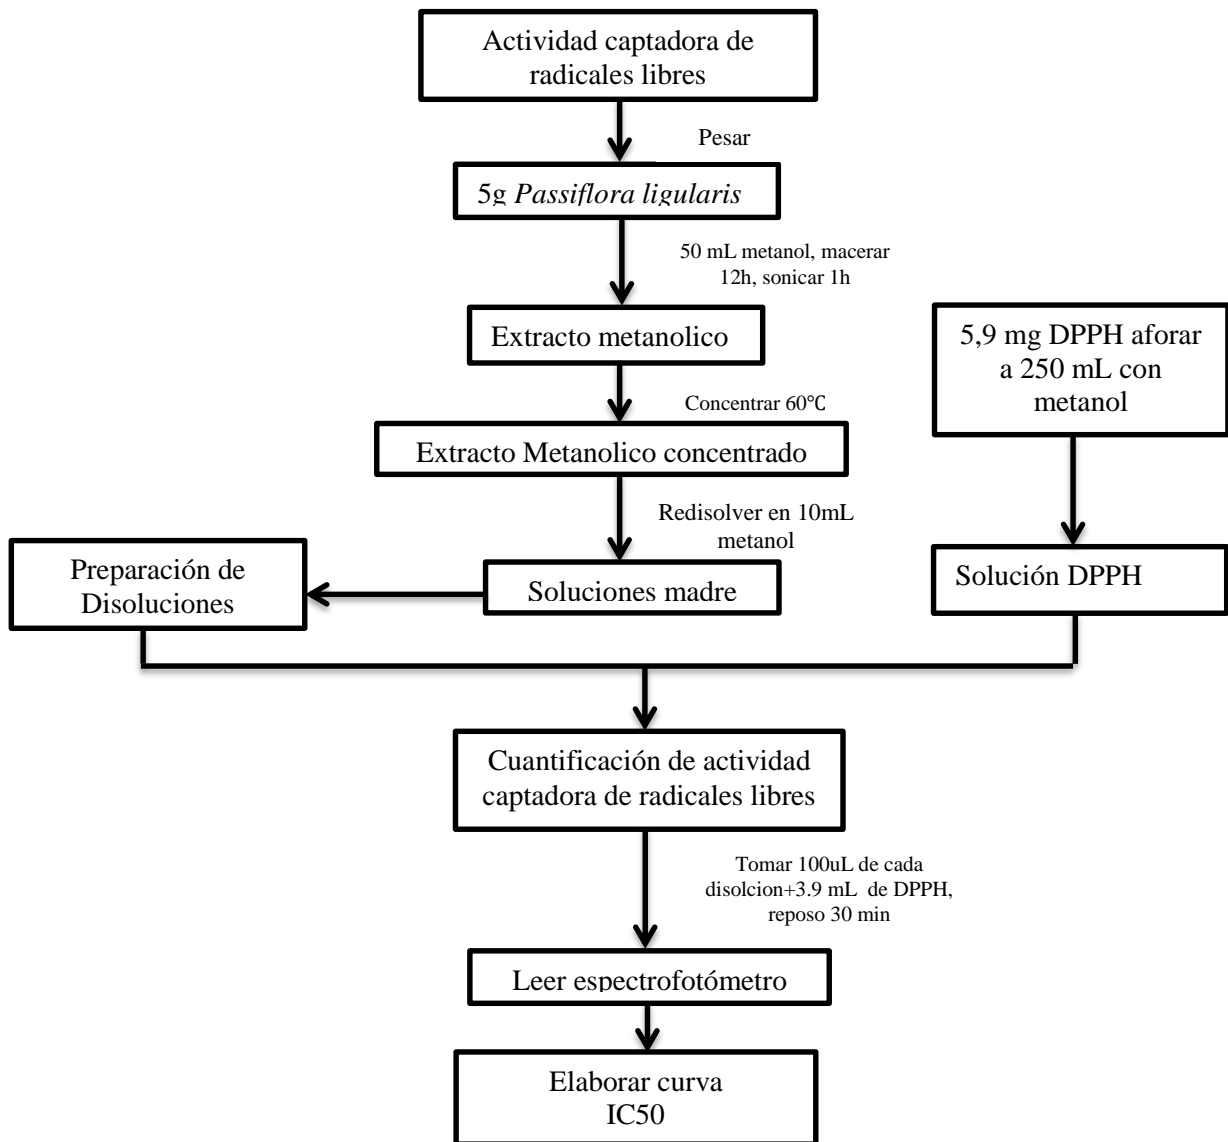 Actividad captadora de
radicales libres
Pesar
5g Passiflora ligularis
50 mL metanol, macerar
12h, sonicar 1h
Extracto metanolico
Concentrar 60℃
Extracto Metanolico concentrado
Redisolver en 10mL
metanol
Soluciones madre
Preparación de
Disoluciones
5,9 mg DPPH aforar
a 250 mL con
metanol
Solución DPPH
Cuantificación de actividad
captadora de radicales libres
Tomar 100uL de cada
disolcion+3.9 mL de DPPH,
reposo 30 min
Leer espectrofotómetro
Elaborar curva
IC50